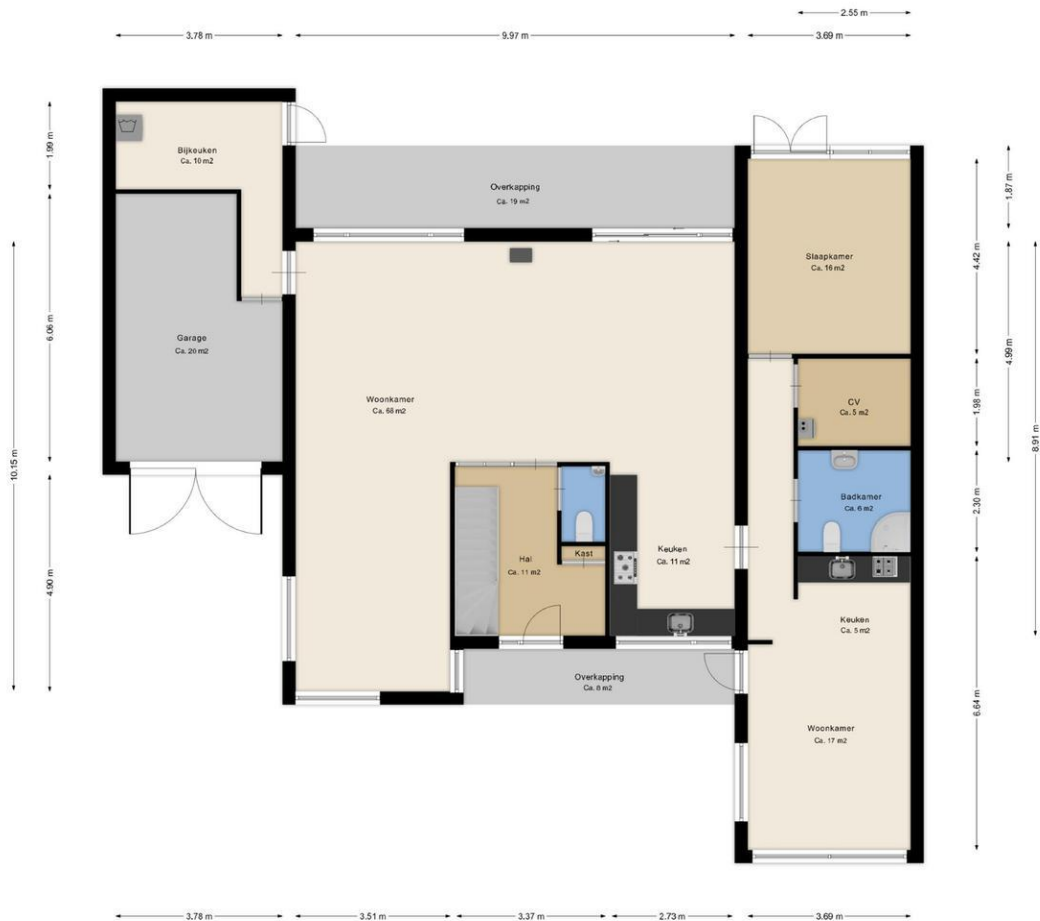 2.55 m
3.78 m
9.97 m
3.69 m
1.99 m
6.06 m
10.15 m
4.90 m
Bijkeuken
Ca. 10 m2
Overkapping
Ca. 19 m2
Slaapkamer
Ca. 16 m2
Garage
Ca. 20 m2
Woonkamer
Ca. 68 m2
CV
Ca. 5 m2
Badkamer
Ca. 6 m2
Hal
Ca. 11 m2
Kast
Keuken
Ca. 11 m2
Keuken
Ca. 5 m2
Overkapping
Ca. 8 m2
Woonkamer
Ca. 17 m2
1.87 m
4.42 m
4.99 m
1.98 m
8.91 m
2.30 m
6.64 m
3.78 m
3.51 m
3.37 m
2.73 m
3.69 m